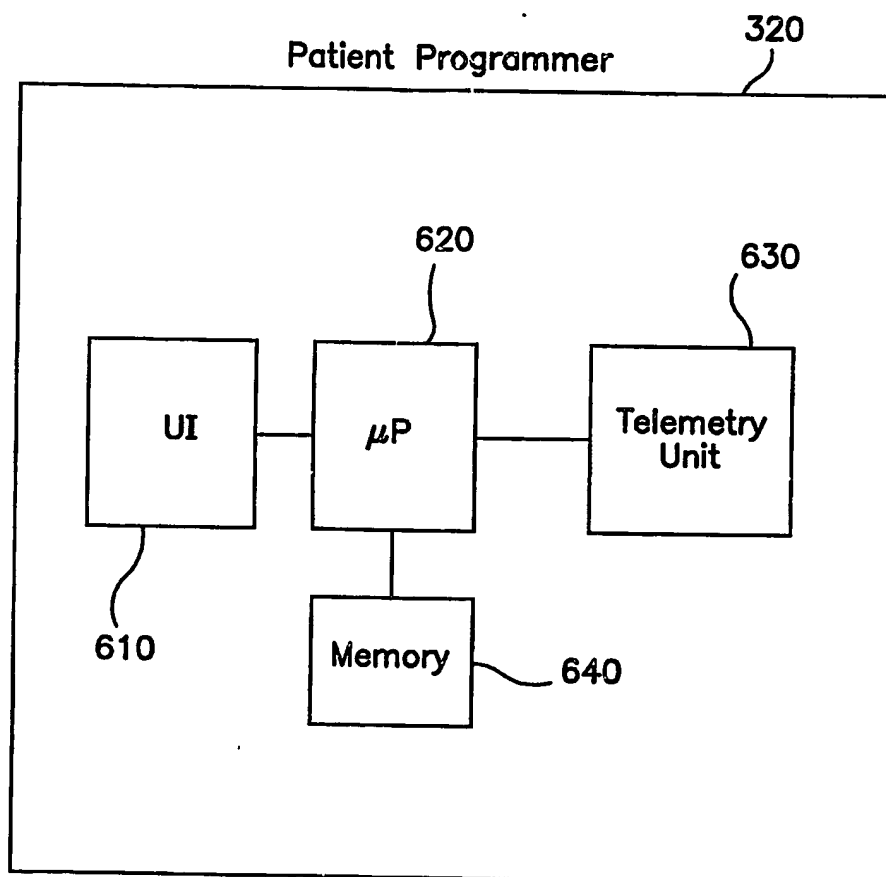 320
Patient Programmer
620
630
UI
μP
Telemetry
Unit
610
Memory
640